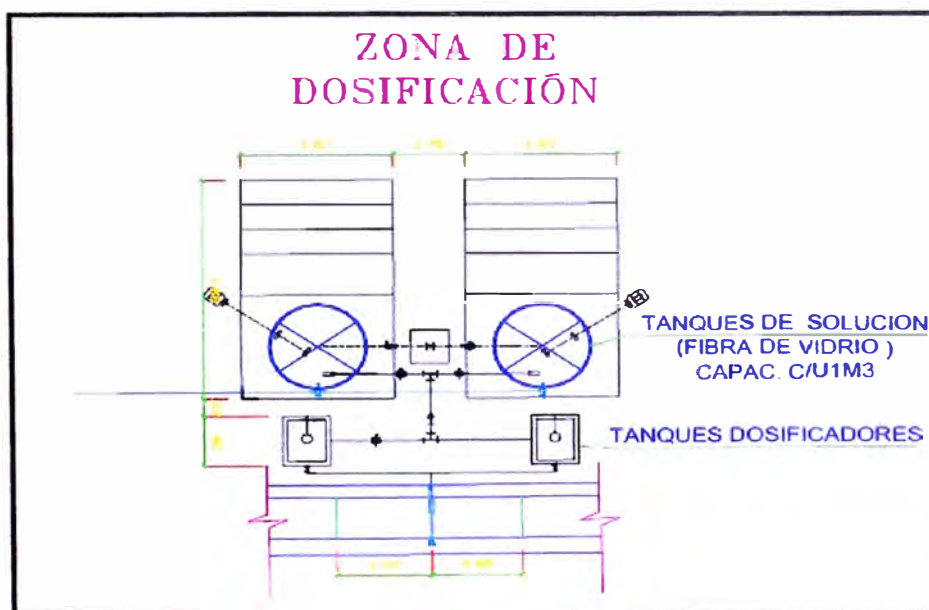 ZONA DE
DOSIFICACIÓN
TANQUES DE SOLUCION
(FIBRA DE VIDRIO )
CAPAC. C/U1M3
TANQUES DOSIFICADORES